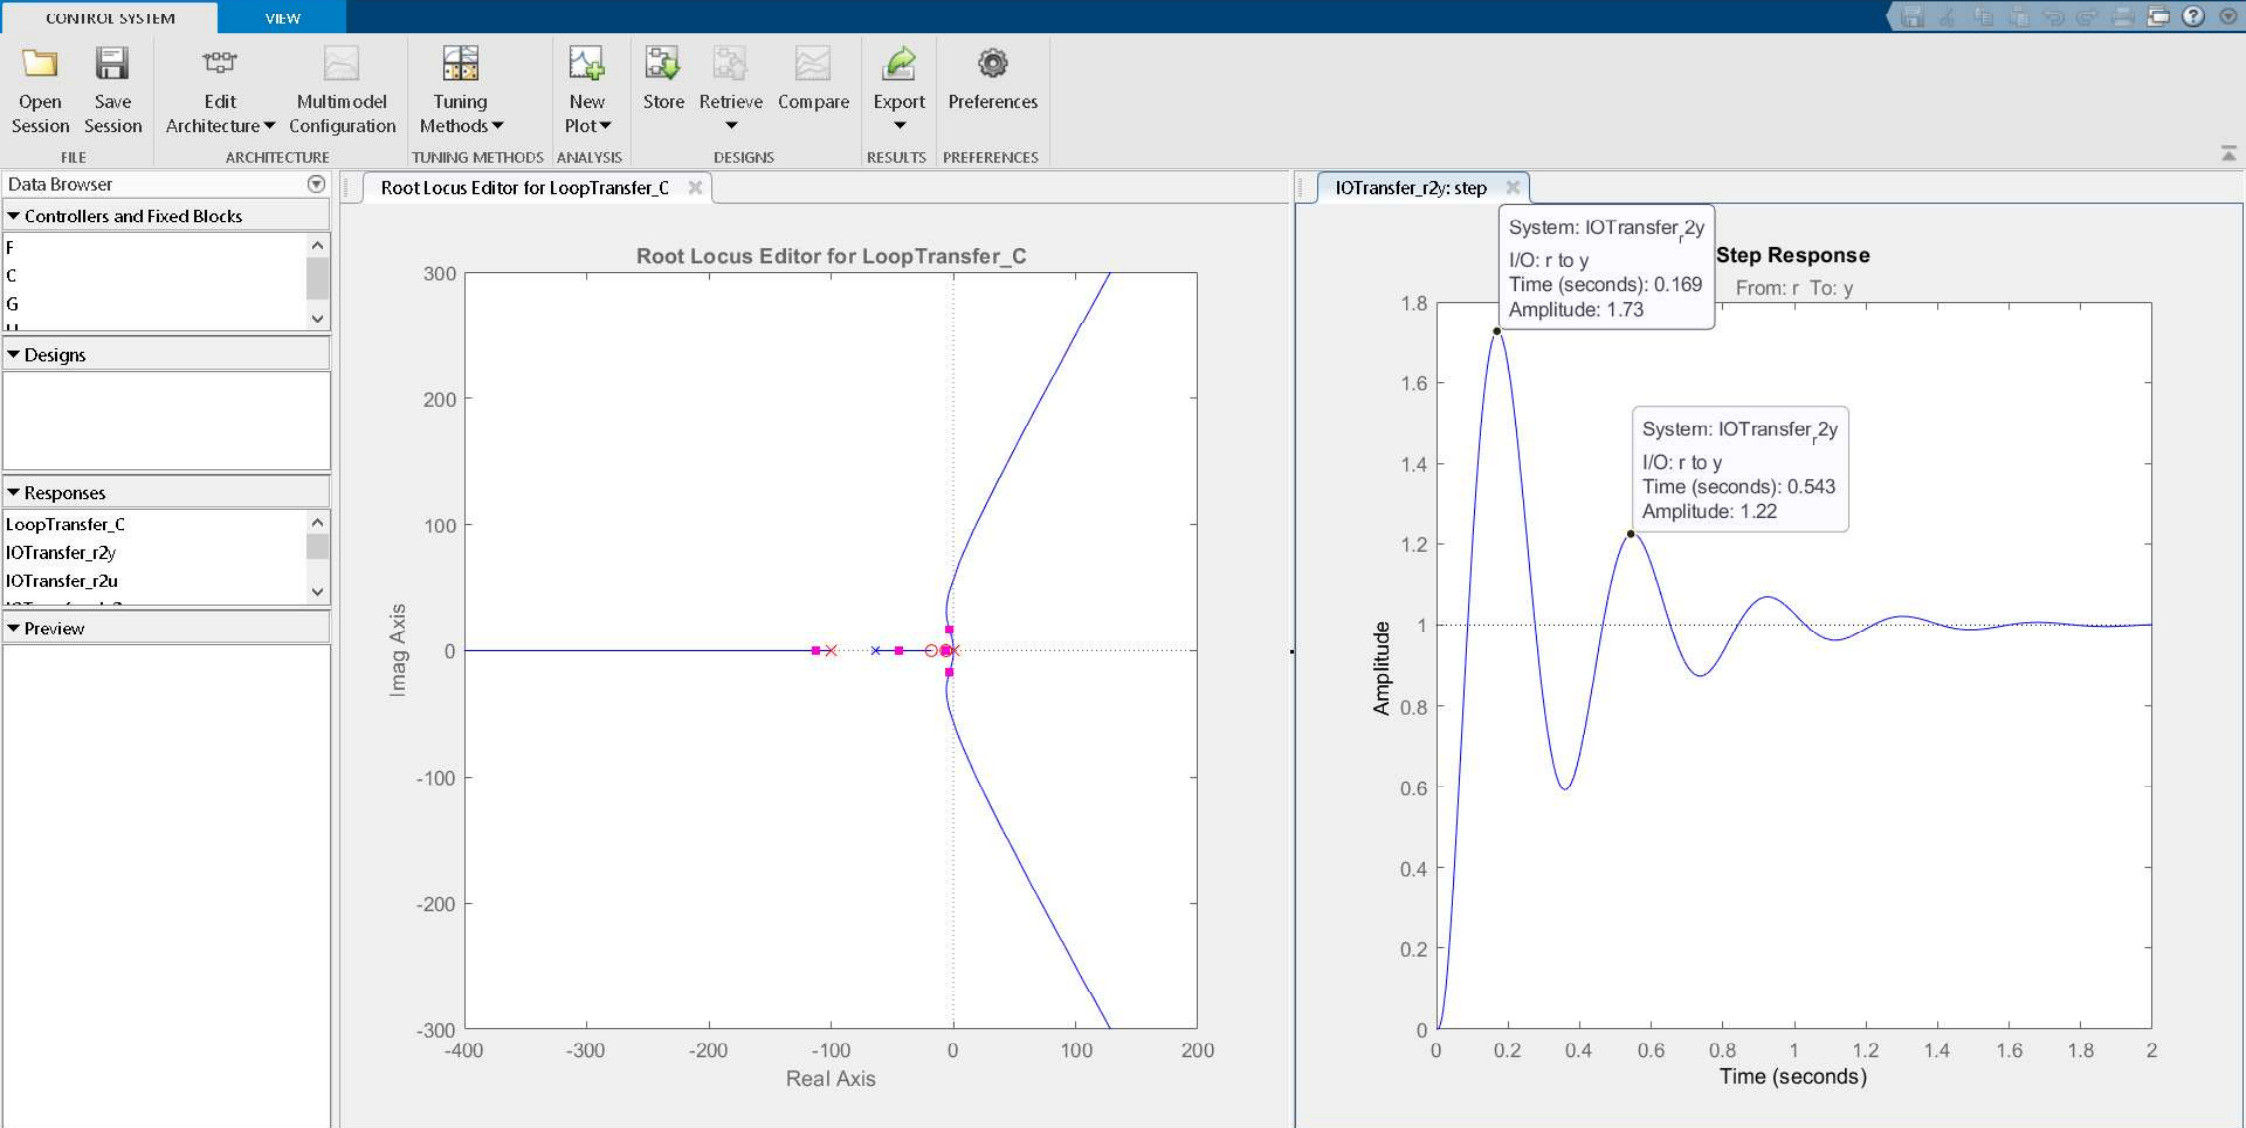 CONTROL SYSTEM
VIEW
Open Session
Save Session
Edit Architecture
Multimodel Configuration
Tuning Methods
New Plot
Store
Retrieve
Compare
Export
Preferences
FILE
ARCHITECTURE
TUNING METHODS
ANALYSIS
DESIGNS
RESULTS
PREFERENCES
Data Browser
Controllers and Fixed Blocks
F
C
G
Designs
Responses
LoopTransfer_C
IOTransfer_r2y
IOTransfer_r2u
Preview
Root Locus Editor for LoopTransfer_C
Root Locus Editor for LoopTransfer_C
300
200
100
0
-100
-200
-300
Imag Axis
-400 -300 -200 -100 0 100 200
Real Axis
IOTransfer_r2y: step
Step Response
From: r To: y
System: IOTransfer_r2y
I/O: r to y
Time (seconds): 0.169
Amplitude: 1.73
System: IOTransfer_r2y
I/O: r to y
Time (seconds): 0.543
Amplitude: 1.22
1.8
1.6
1.4
1.2
1
0.8
0.6
0.4
0.2
0
Amplitude
0 0.2 0.4 0.6 0.8 1 1.2 1.4 1.6 1.8 2
Time (seconds)